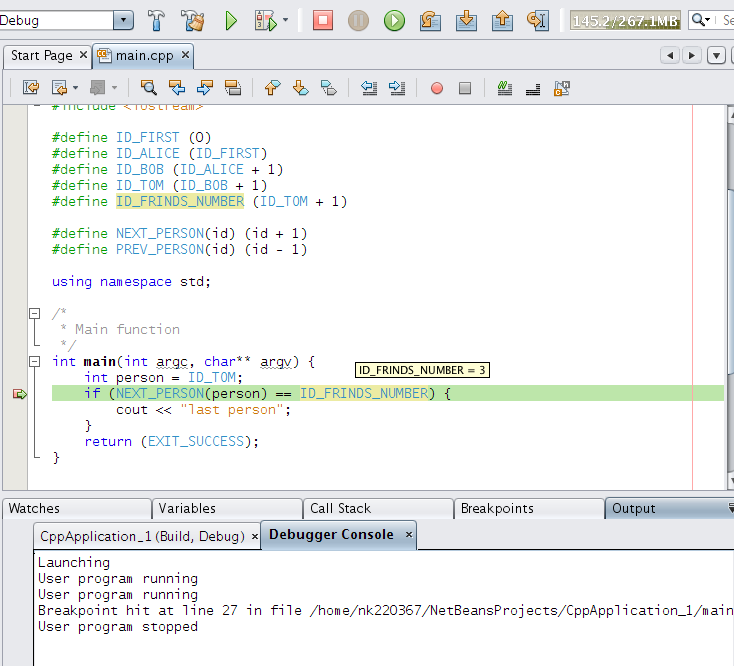 Debug
145.2/267.1MB
Se
Start Page
main.cpp
#include <iostream>
#define ID_FIRST (0)
#define ID_ALICE (ID_FIRST)
#define ID_BOB (ID_ALICE + 1)
#define ID_TOM (ID_BOB + 1)
#define ID_FRINDS_NUMBER (ID_TOM + 1)
#define NEXT_PERSON(id) (id + 1)
#define PREV_PERSON(id) (id - 1)
using namespace std;
/*
* Main function
*/
int main(int argc, char** argv) {
ID_FRINDS_NUMBER = 3
int person = ID_TOM;
if (NEXT_PERSON(person) == ID_FRINDS_NUMBER) {
cout << "last person";
}
return (EXIT_SUCCESS);
}
Watches Variables Call Stack Breakpoints Output
CppApplication_1 (Build, Debug) Debugger Console
Launching
User program running
User program running
Breakpoint hit at line 27 in file /home/nk220367/NetBeansProjects/CppApplication_1/main
User program stopped